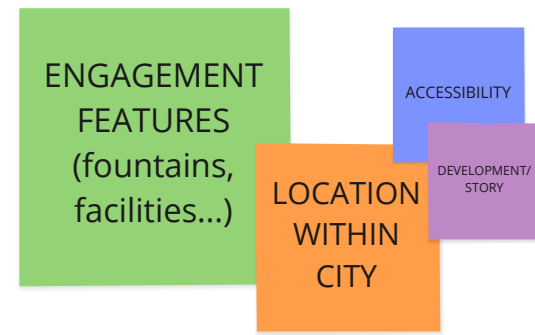 ENGAGEMENT
FEATURES
(fountains,
facilities...)
LOCATION
WITHIN
CITY
ACCESSIBILITY
DEVELOPMENT/
STORY